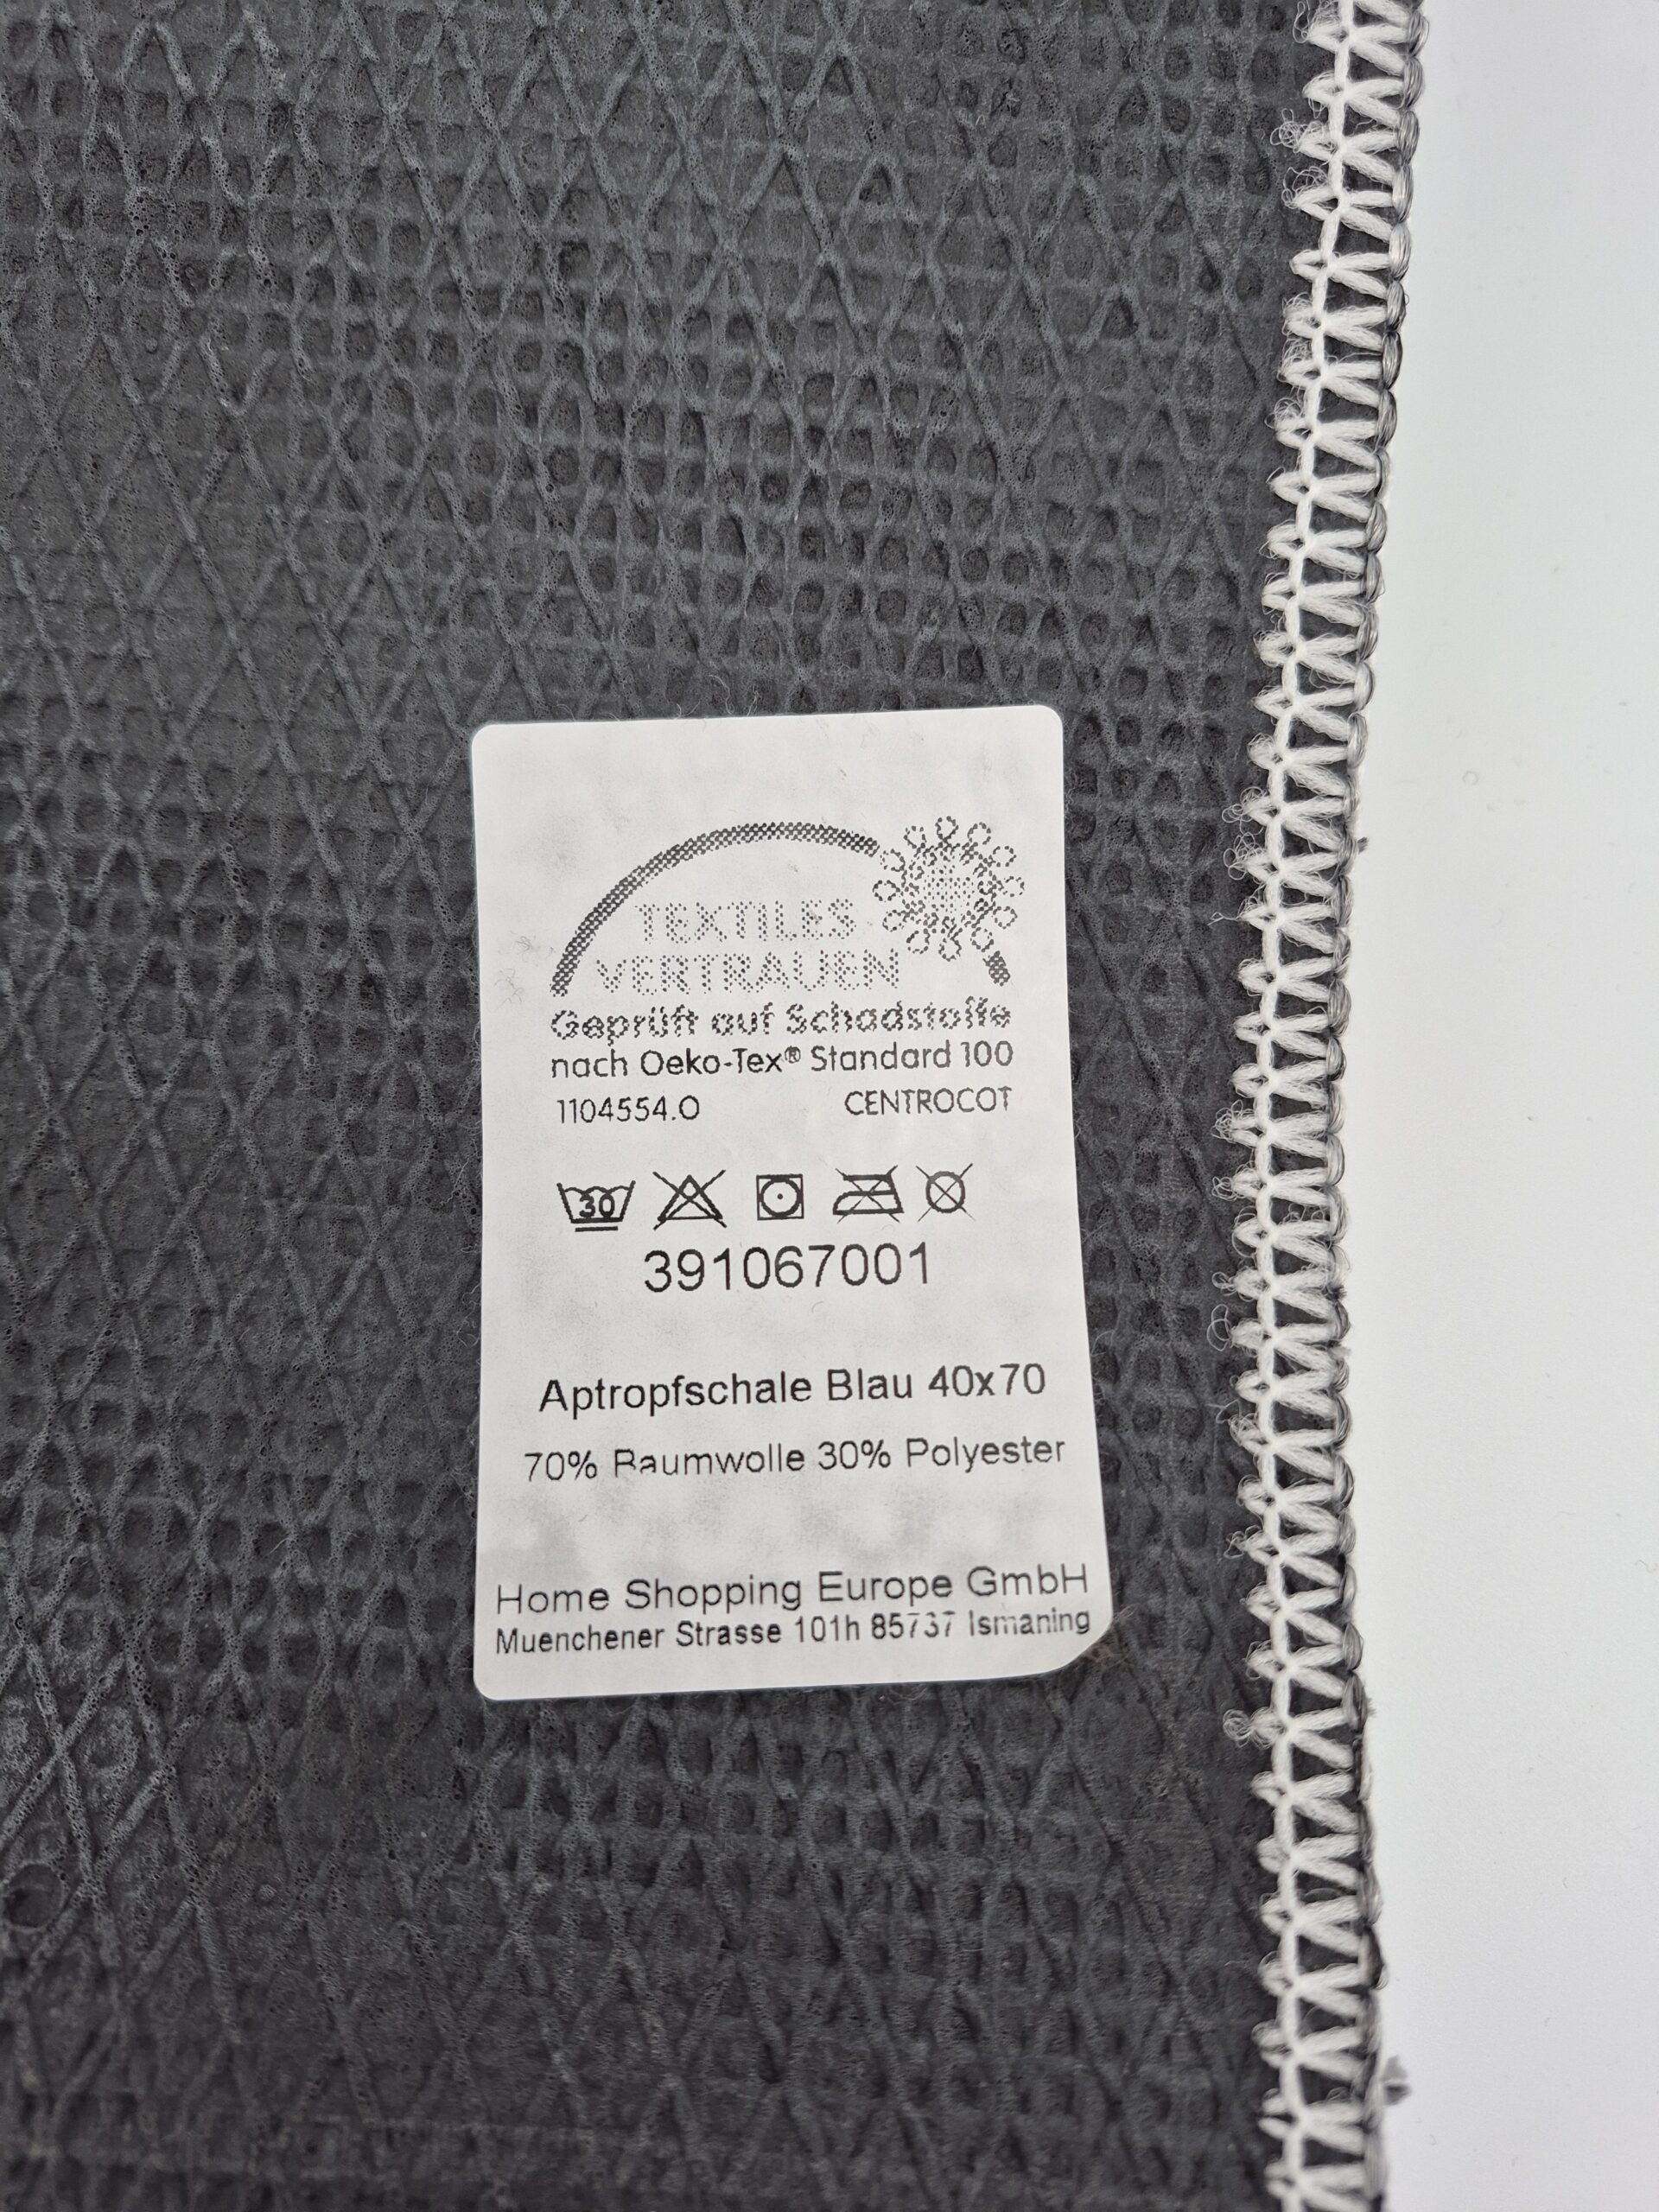 TEXTILES
VERTRAUEN
Geprüft auf Schadstoffe
nach Oeko-Tex® Standard 100
1104554.O CENTROCOT
30
391067001
Aptropfschale Blau 40x70
70% Baumwolle 30% Polyester
Home Shopping Europe GmbH
Muenchener Strasse 101h 85737 Ismaning